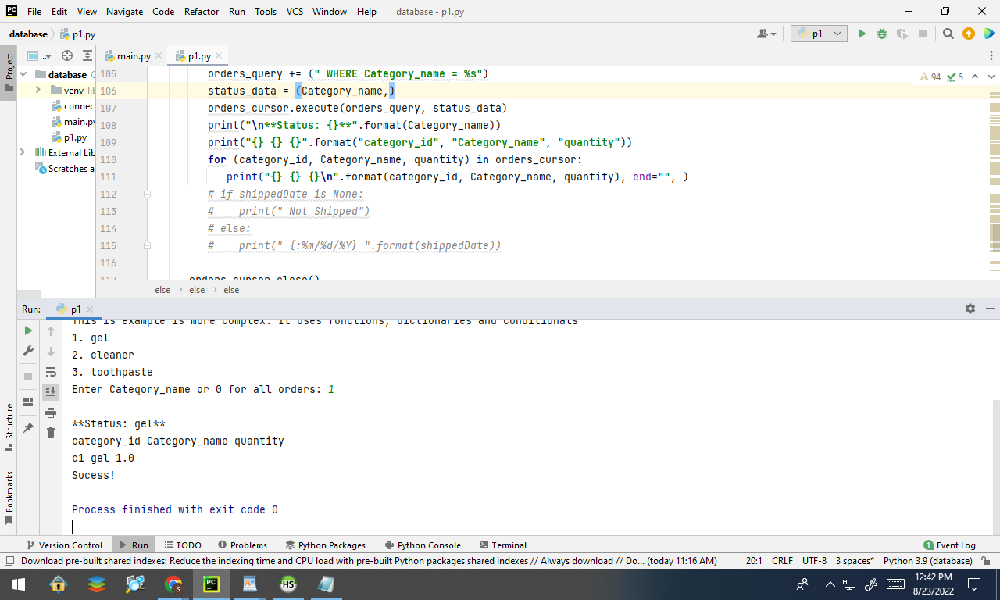 File Edit View Navigate Code Refactor Run Tools VCS Window Help database - p1.py
database p1.py
p1
Project
main.py p1.py
database
venv lib
connec
main.py
p1.py
External Lib
Scratches a
105 orders_query += (" WHERE Category_name = %s")
106 status_data = (Category_name,)
107 orders_cursor.execute(orders_query, status_data)
108 print("\n**Status: {}**".format(Category_name))
109 print("{} {} {}".format("category_id", "Category_name", "quantity"))
110 for (category_id, Category_name, quantity) in orders_cursor:
111 print("{} {} {}\n".format(category_id, Category_name, quantity), end="", )
112 # if shippedDate is None:
113 # print(" Not Shipped")
114 # else:
115 # print(" {:%m/%d/%Y} ".format(shippedDate))
116
117 orders_cursor.close()
94 5
else else else
Run: p1
This is example is more complex. It uses functions, dictionaries and conditionals
1. gel
2. cleaner
3. toothpaste
Enter Category_name or 0 for all orders: 1
**Status: gel**
category_id Category_name quantity
c1 gel 1.0
Sucess!
Process finished with exit code 0
Structure
Bookmarks
Version Control Run TODO Problems Python Packages Python Console Terminal 1 Event Log
Download pre-built shared indexes: Reduce the indexing time and CPU load with pre-built Python packages shared indexes // Always download // Do... (today 11:16 AM) 20:1 CRLF UTF-8 3 spaces* Python 3.9 (database)
12:42 PM
8/23/2022